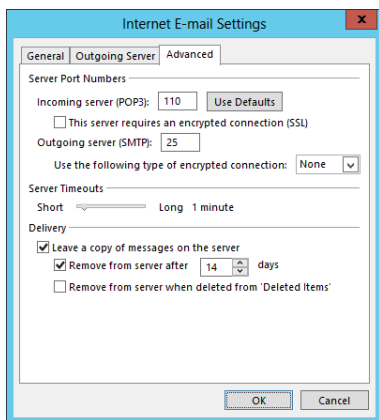 Internet E-mail Settings
x
General Outgoing Server Advanced
Server Port Numbers
Incoming server (POP3): 110 Use Defaults
This server requires an encrypted connection (SSL)
Outgoing server (SMTP): 25
Use the following type of encrypted connection: None
Server Timeouts
Short Long 1 minute
Delivery
Leave a copy of messages on the server
Remove from server after 14 days
Remove from server when deleted from 'Deleted Items'
OK Cancel